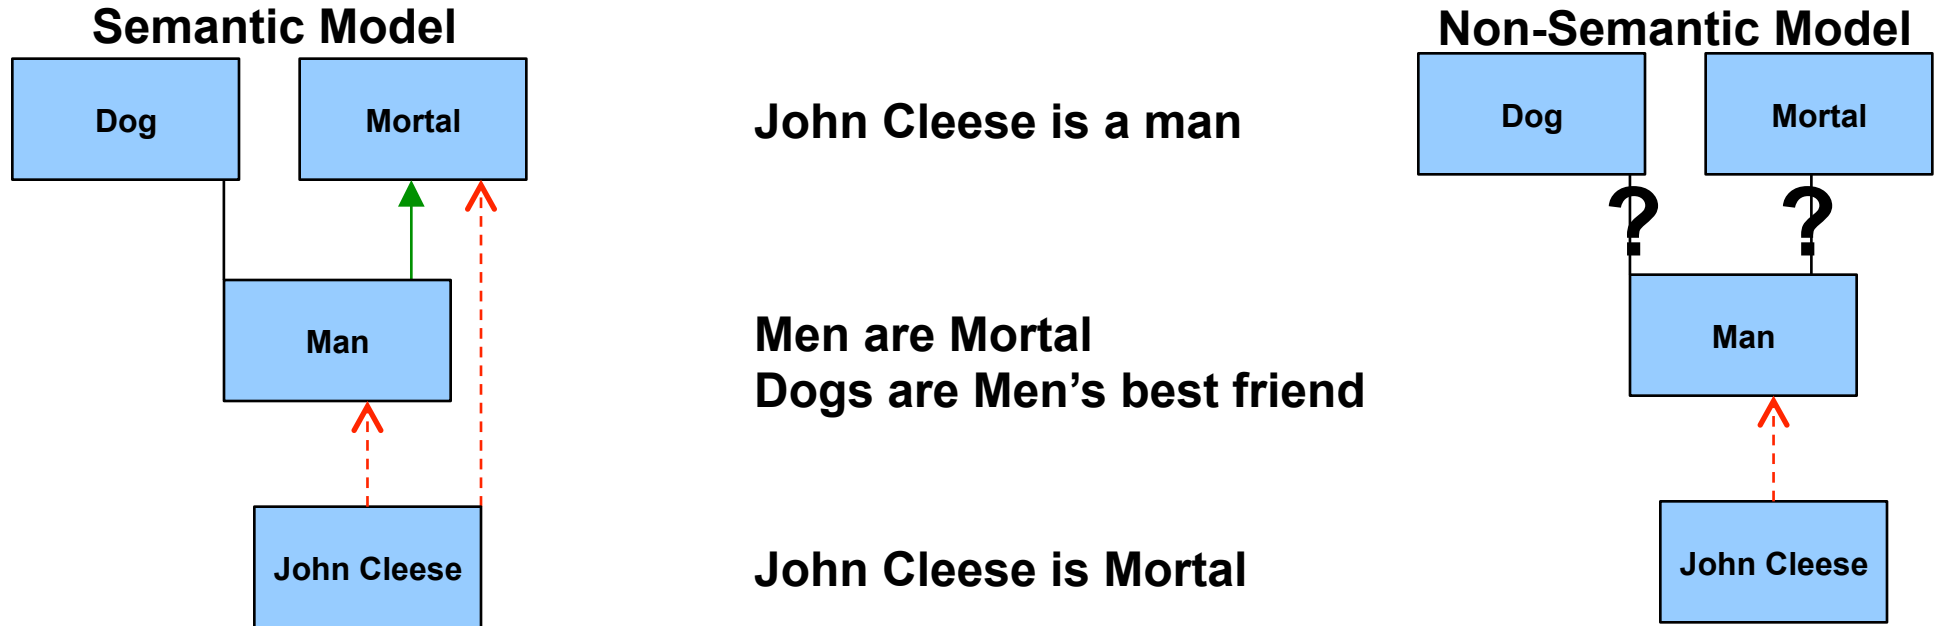 Semantic Model
Dog
Mortal
Man
John Cleese
John Cleese is a man
Men are Mortal
Dogs are Men’s best friend
John Cleese is Mortal
Non-Semantic Model
Dog
Mortal
?
?
Man
John Cleese